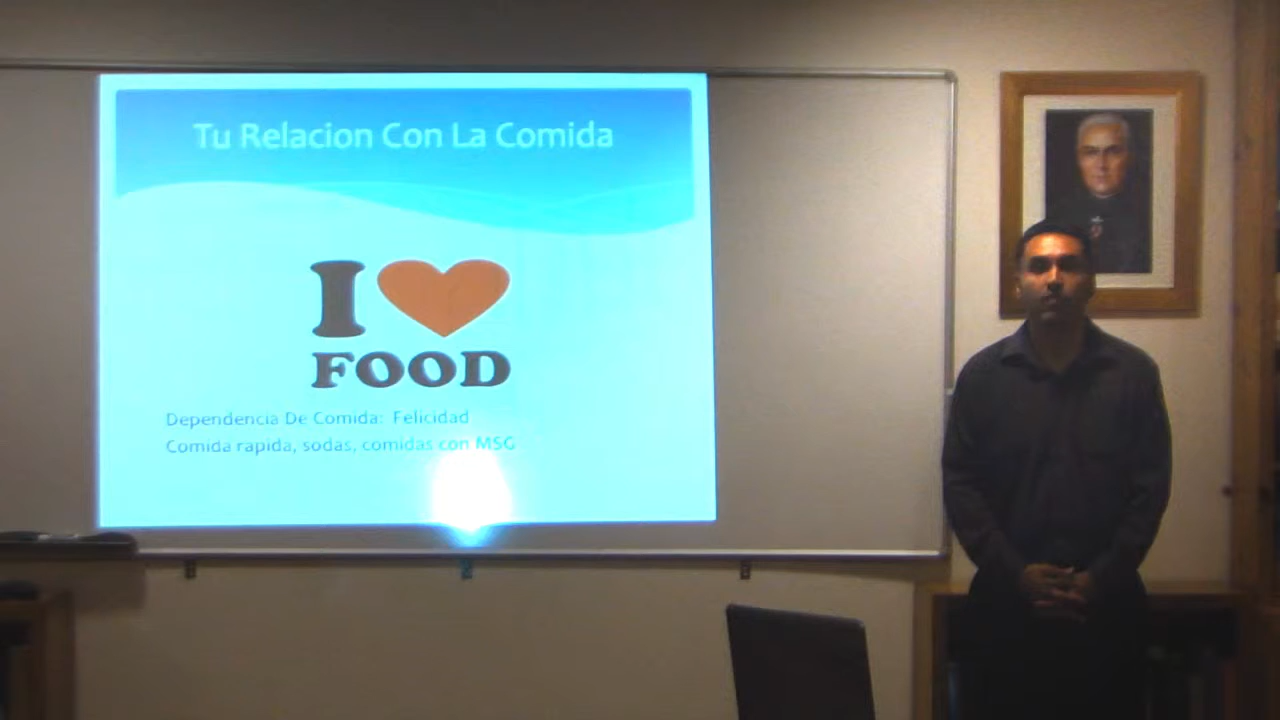 Tu Relacion Con La Comida
I
FOOD
Dependencia De Comida: Felicidad
Comida rapida, sodas, comidas con MSG